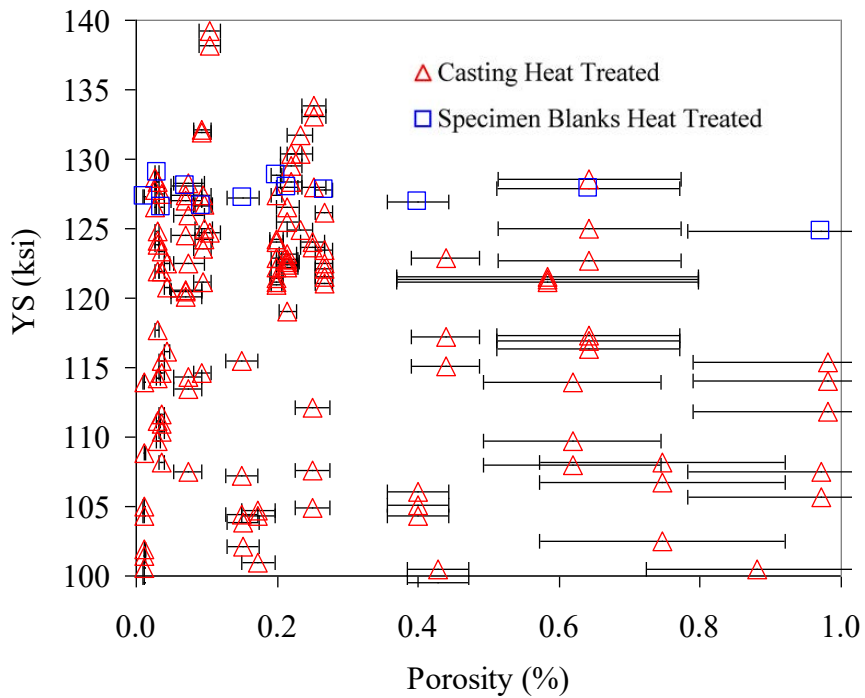 140
135
130
125
120
115
110
105
100
YS (ksi)
Casting Heat Treated
Specimen Blanks Heat Treated
0.0 0.2 0.4 0.6 0.8 1.0
Porosity (%)